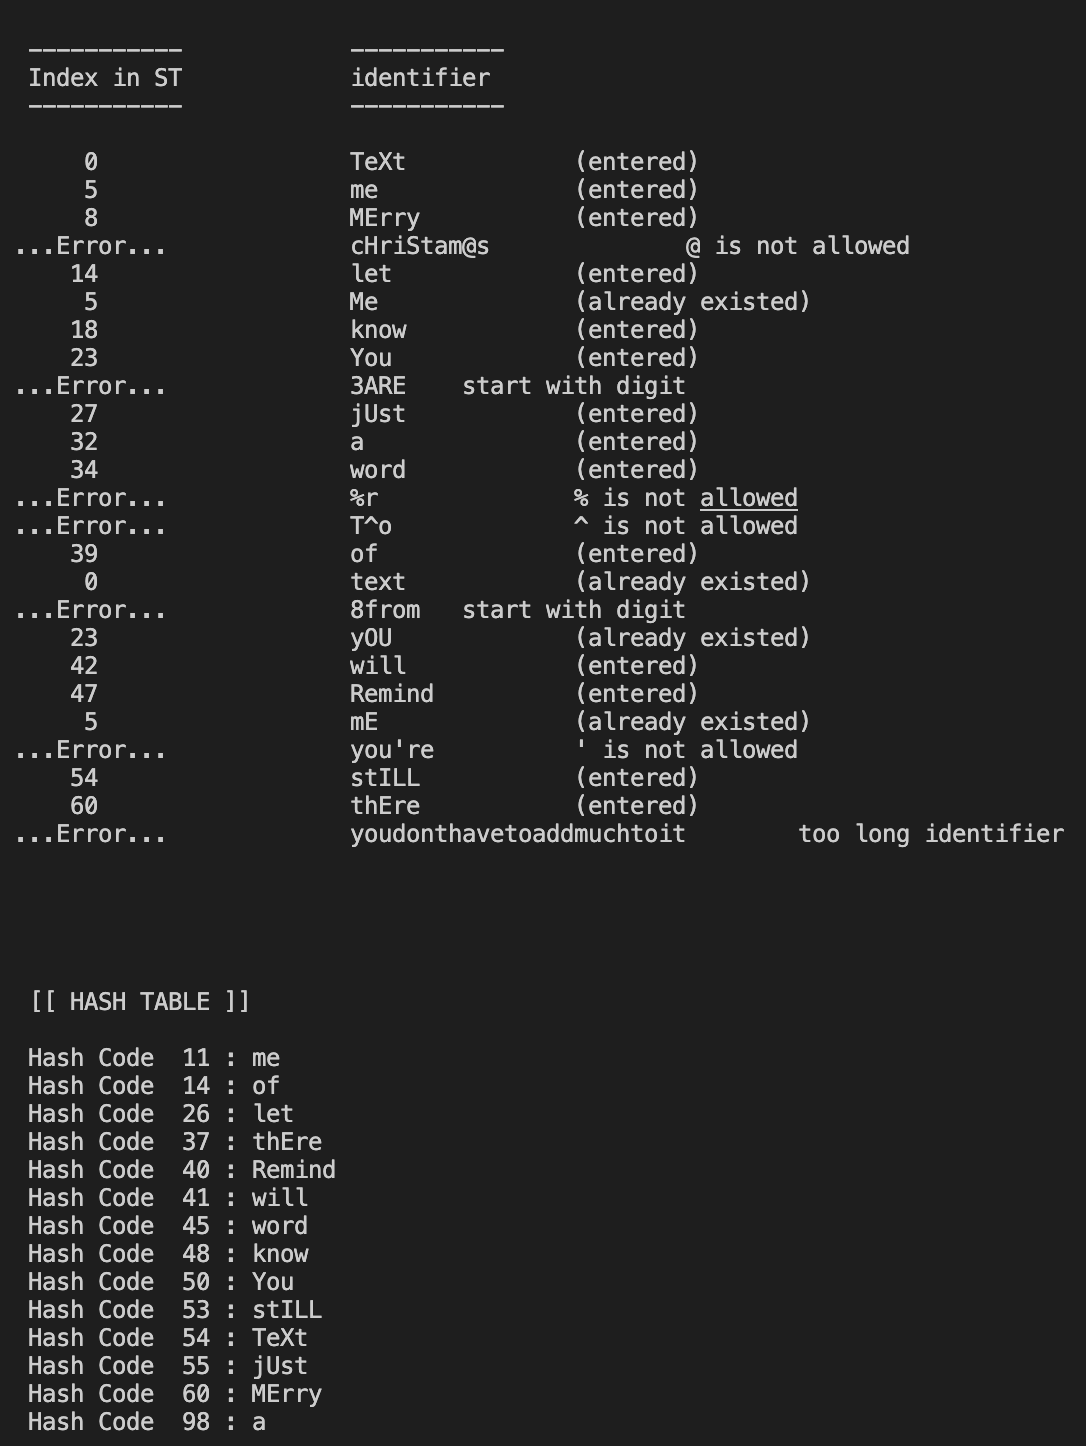 -----------            -----------
Index in ST            identifier
-----------            -----------
0    TeXt    (entered)
5    me    (entered)
8    MErry    (entered)
...Error...    cHriStam@s    @ is not allowed
14    let    (entered)
5    Me    (already existed)
18    know    (entered)
23    You    (entered)
...Error...    3ARE    start with digit
27    jUst    (entered)
32    a    (entered)
34    word    (entered)
...Error...    %r    % is not allowed
...Error...    T^o    ^ is not allowed
39    of    (entered)
0    text    (already existed)
...Error...    8from    start with digit
23    yOU    (already existed)
42    will    (entered)
47    Remind    (entered)
5    mE    (already existed)
...Error...    you're    ' is not allowed
54    stILL    (entered)
60    thEre    (entered)
...Error...    youdonthavetoaddmuchtoit    too long identifier
[[ HASH TABLE ]]
Hash Code  11 : me
Hash Code  14 : of
Hash Code  26 : let
Hash Code  37 : thEre
Hash Code  40 : Remind
Hash Code  41 : will
Hash Code  45 : word
Hash Code  48 : know
Hash Code  50 : You
Hash Code  53 : stILL
Hash Code  54 : TeXt
Hash Code  55 : jUst
Hash Code  60 : MErry
Hash Code  98 : a